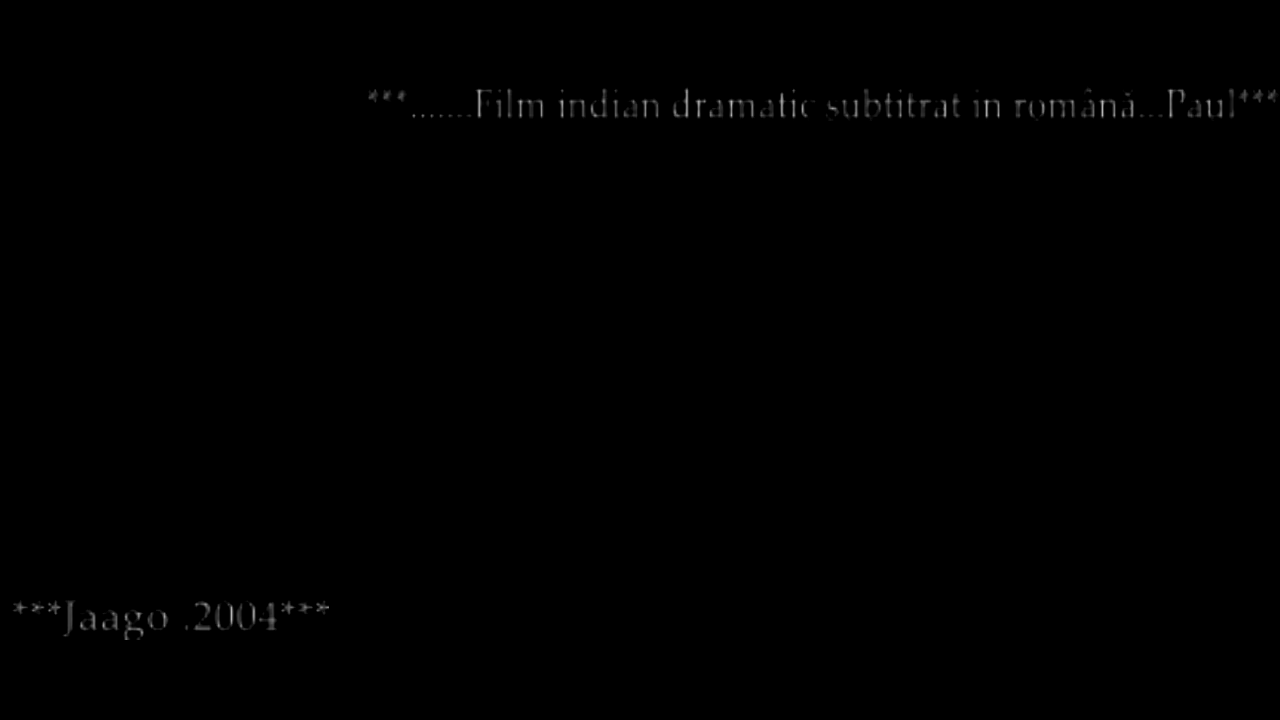 ***.......Film indian dramatic subtitrat in română...Paul***
***Jaago .2004***